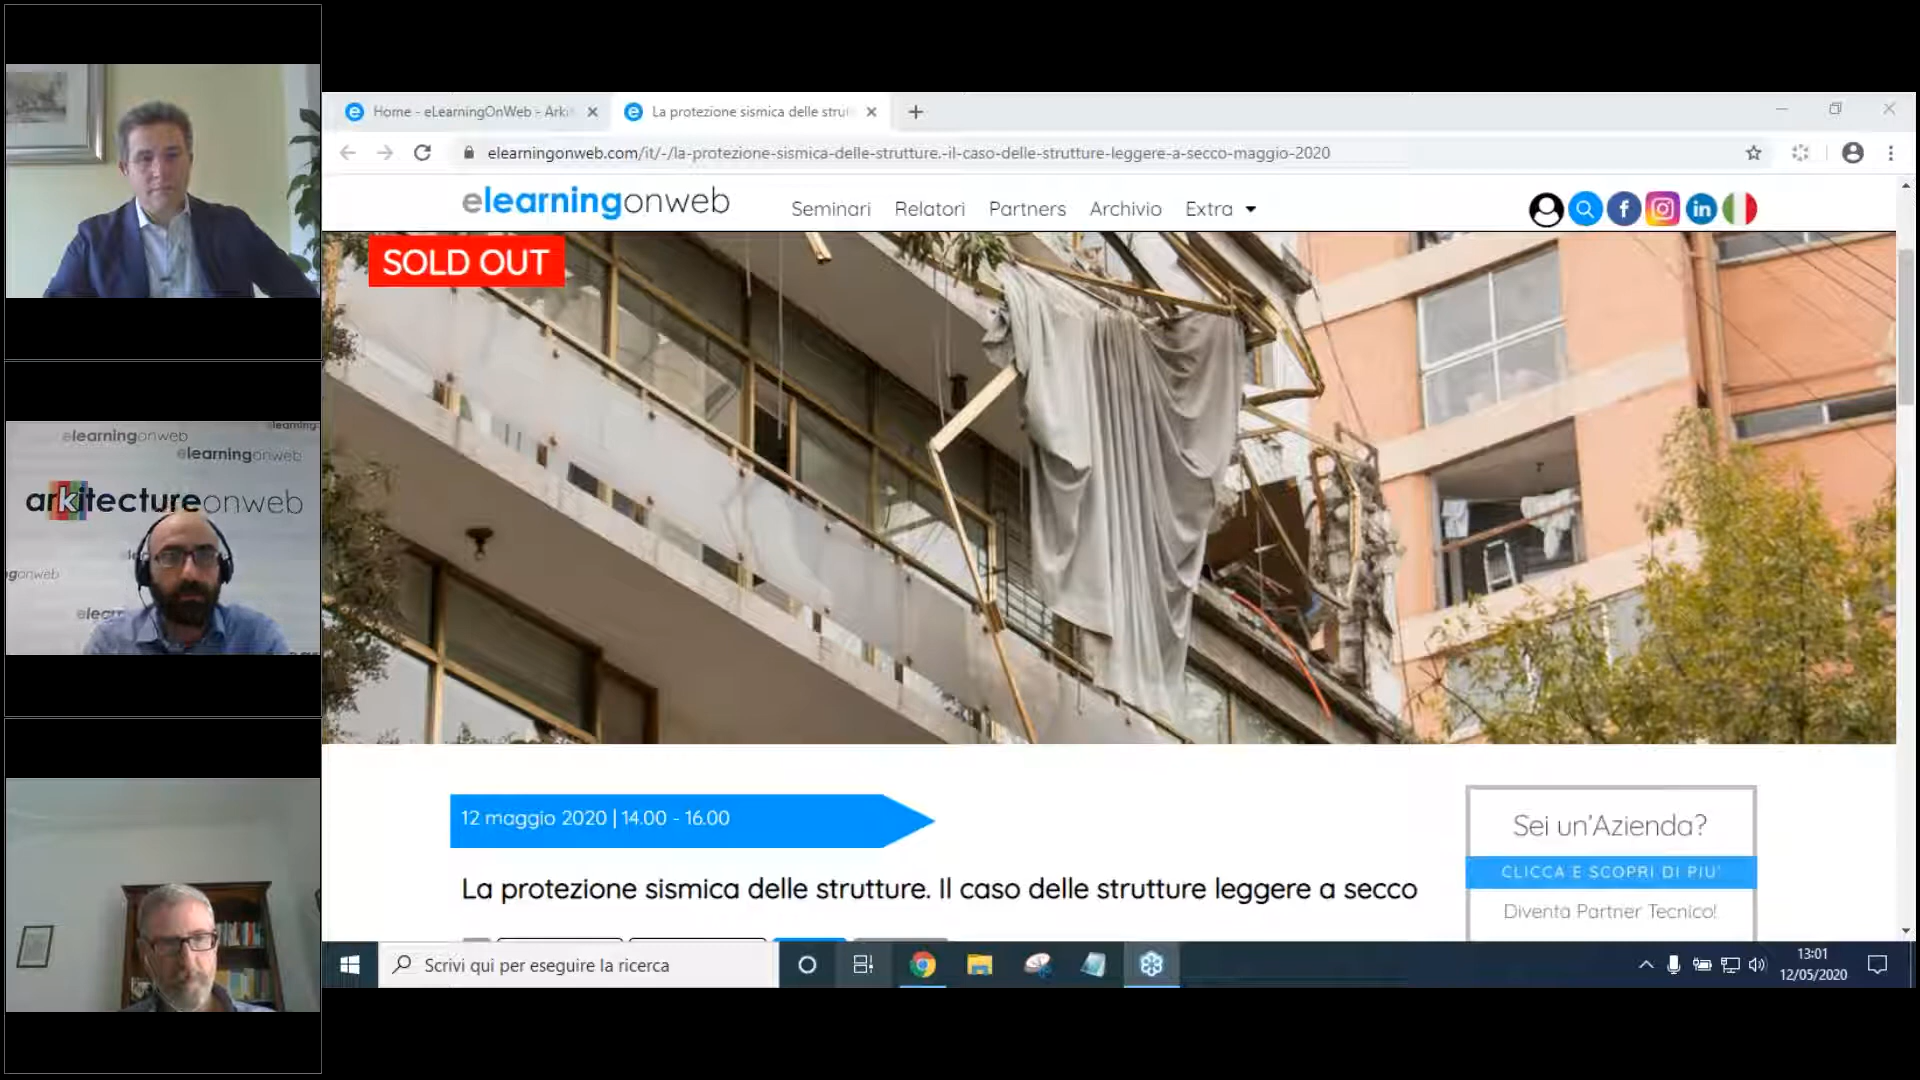 elearningonweb
elearning
elearningonweb
arkitectureonweb
gonweb
Home - eLearningOnWeb - Arki
La protezione sismica delle strut
elearningonweb.com/it/-/la-protezione-sismica-delle-strutture.-il-caso-delle-strutture-leggere-a-secco-maggio-2020
elearningonweb
Seminari Relatori Partners Archivio Extra
SOLD OUT
12 maggio 2020 | 14.00 - 16.00
La protezione sismica delle strutture. Il caso delle strutture leggere a secco
Sei un'Azienda?
CLICCA E SCOPRI DI PIU'
Diventa Partner Tecnico!
Scrivi qui per eseguire la ricerca
13:01
12/05/2020